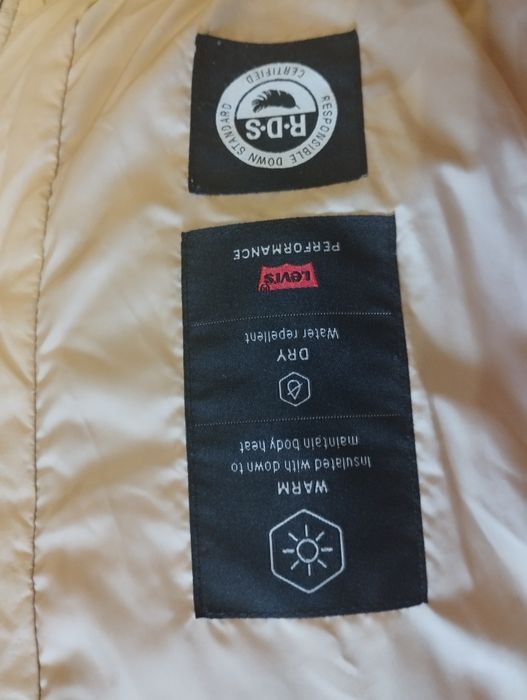 WARM
Insulated with down to
maintain body heat
DRY
Water repellent
LEVI'S®
PERFORMANCE
RESPONSIBLE DOWN STANDARD
R·D·S
CERTIFIED